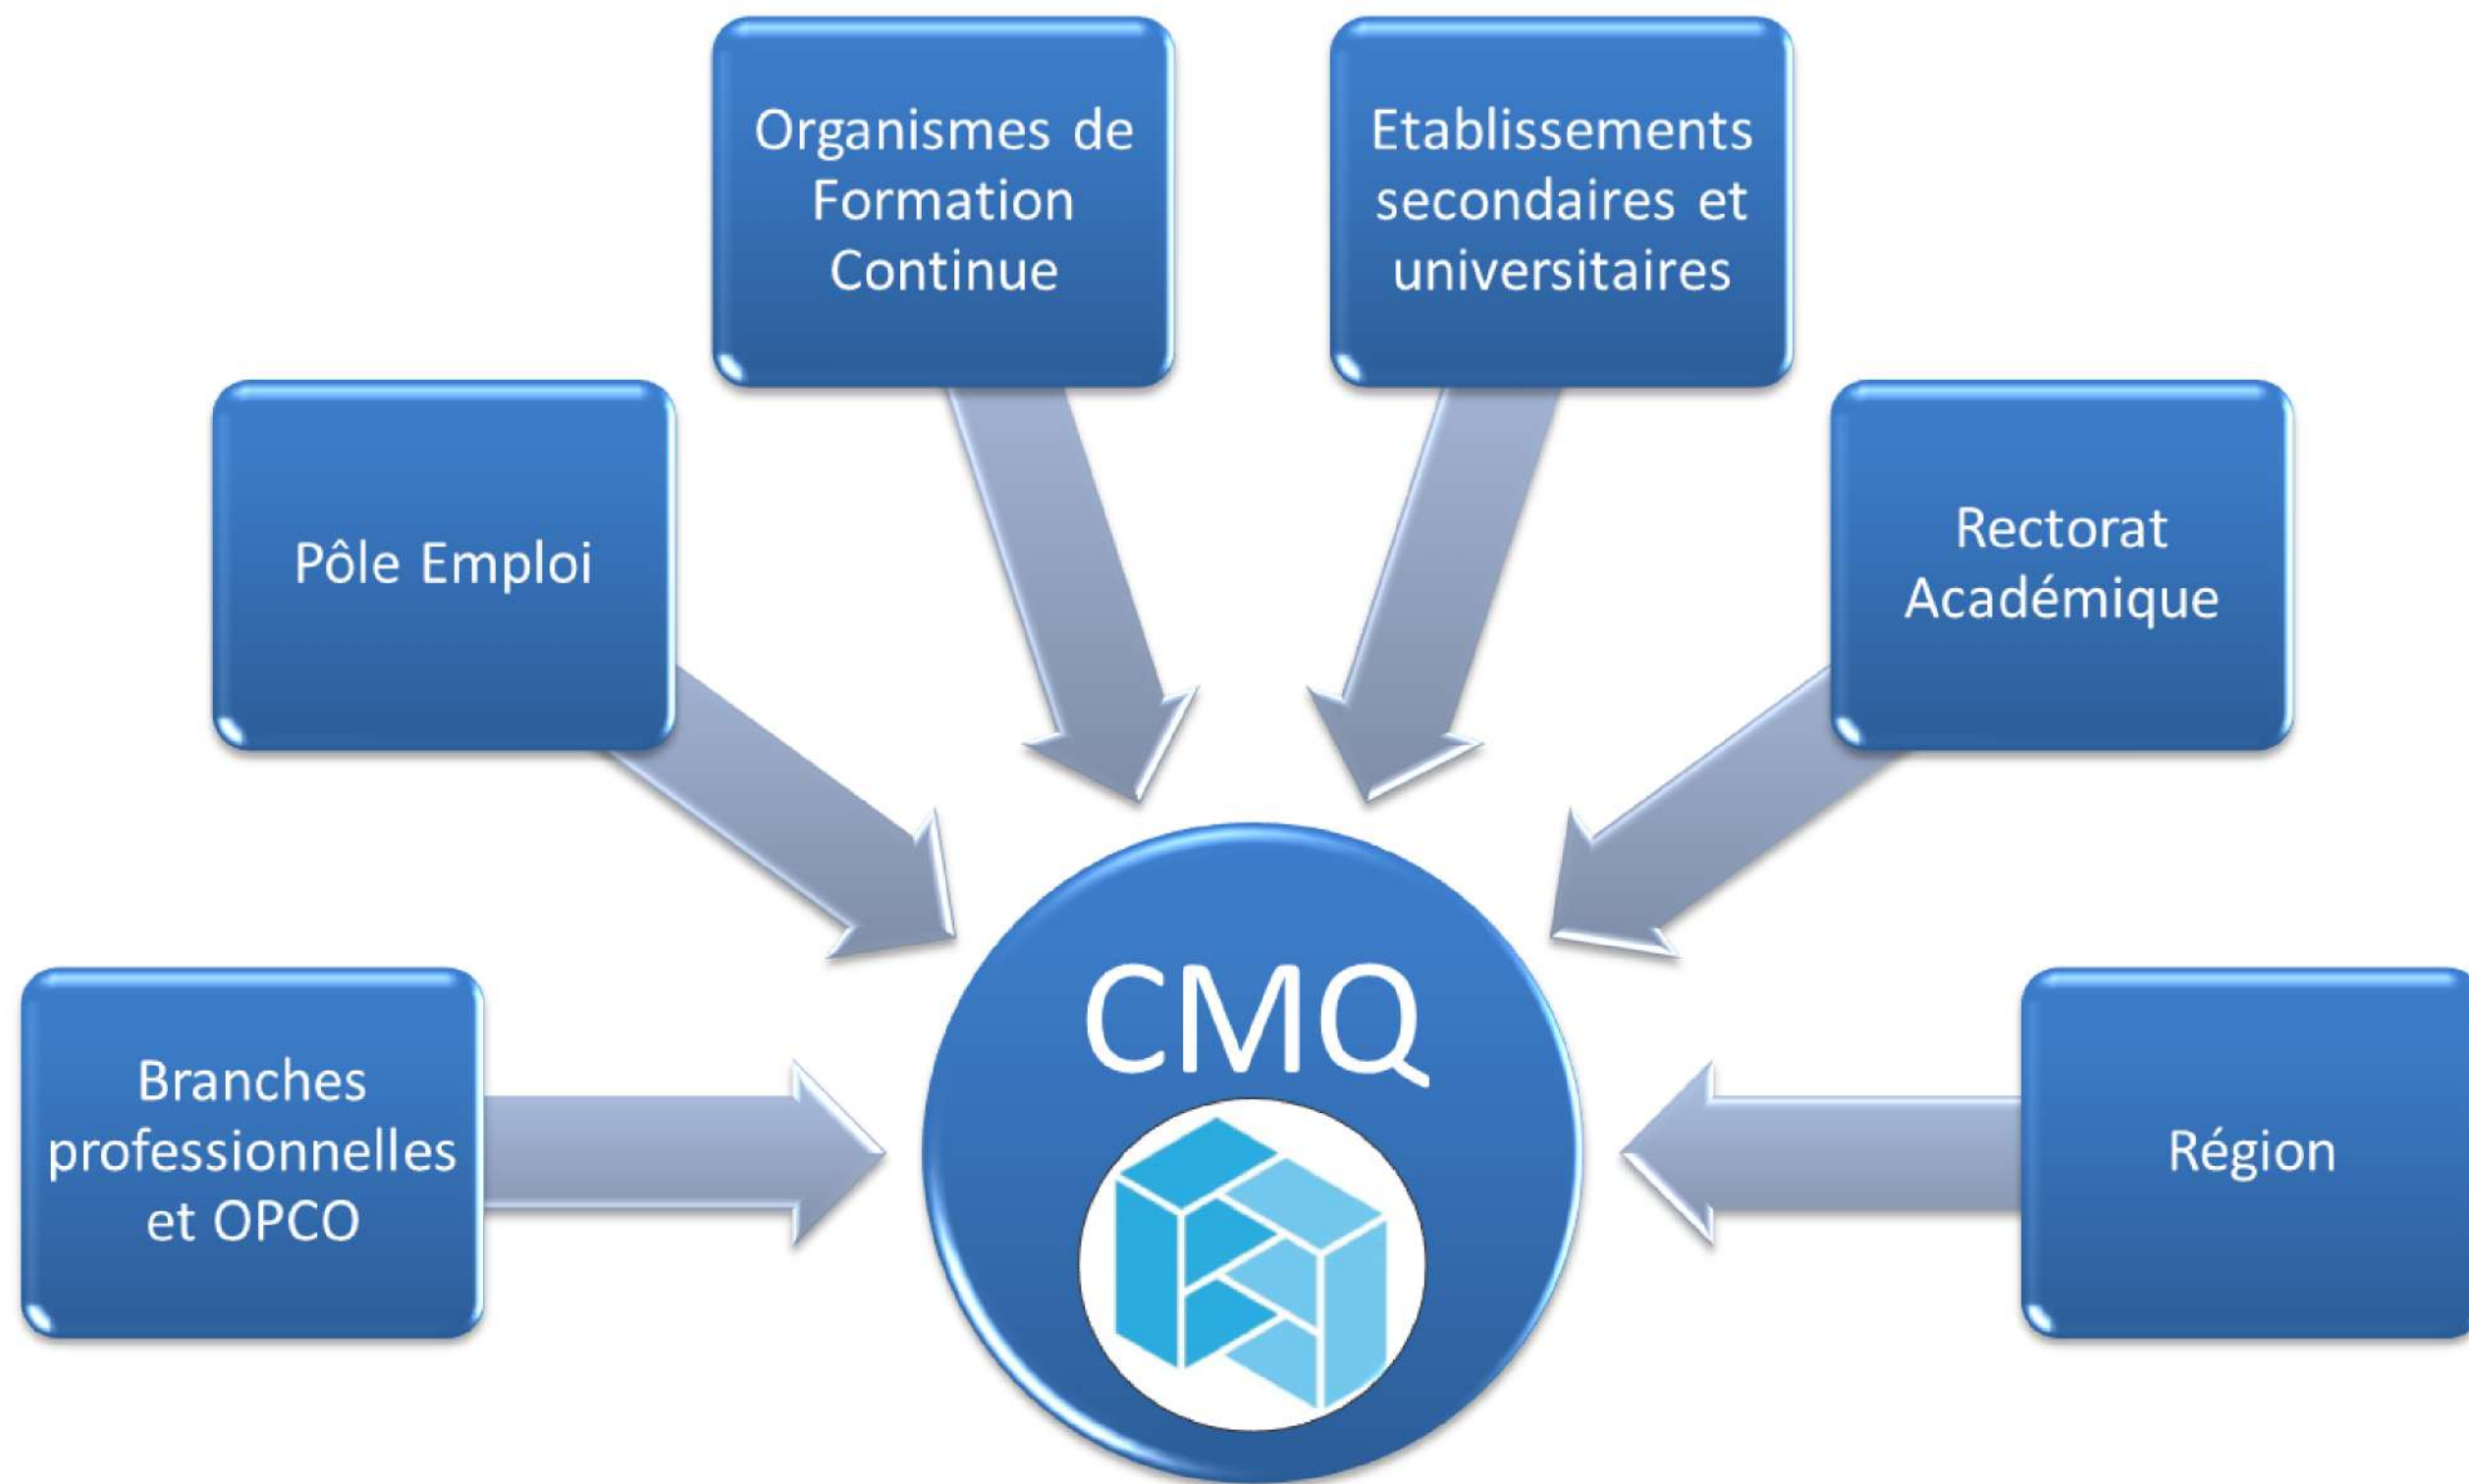 Organismes de
Formation
Continue
Etablissements
secondaires et
universitaires
Pôle Emploi
Rectorat
Académique
Branches
professionnelles
et OPCO
CMQ
Région